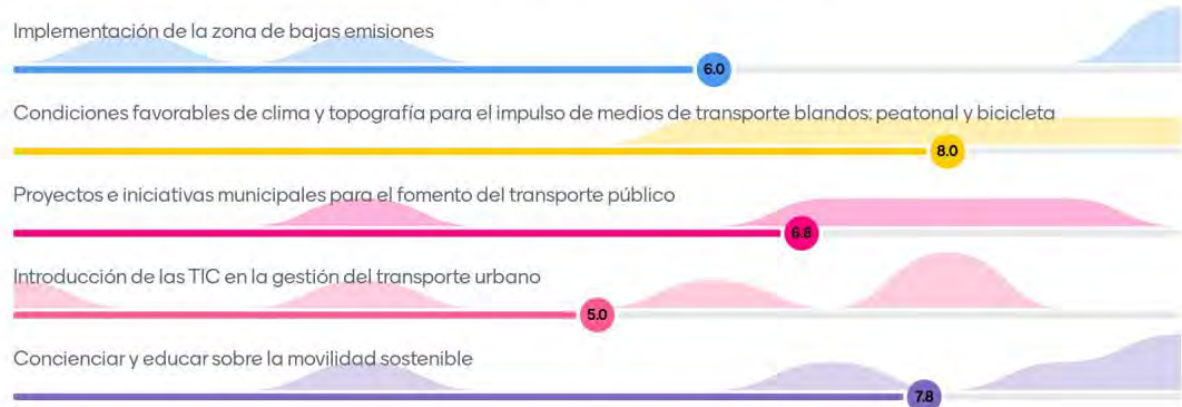 Implementación de la zona de bajas emisiones
6.0
Condiciones favorables de clima y topografía para el impulso de medios de transporte blandos: peatonal y bicicleta
8.0
Proyectos e iniciativas municipales para el fomento del transporte público
6.8
Introducción de las TIC en la gestión del transporte urbano
5.0
Concienciar y educar sobre la movilidad sostenible
7.8